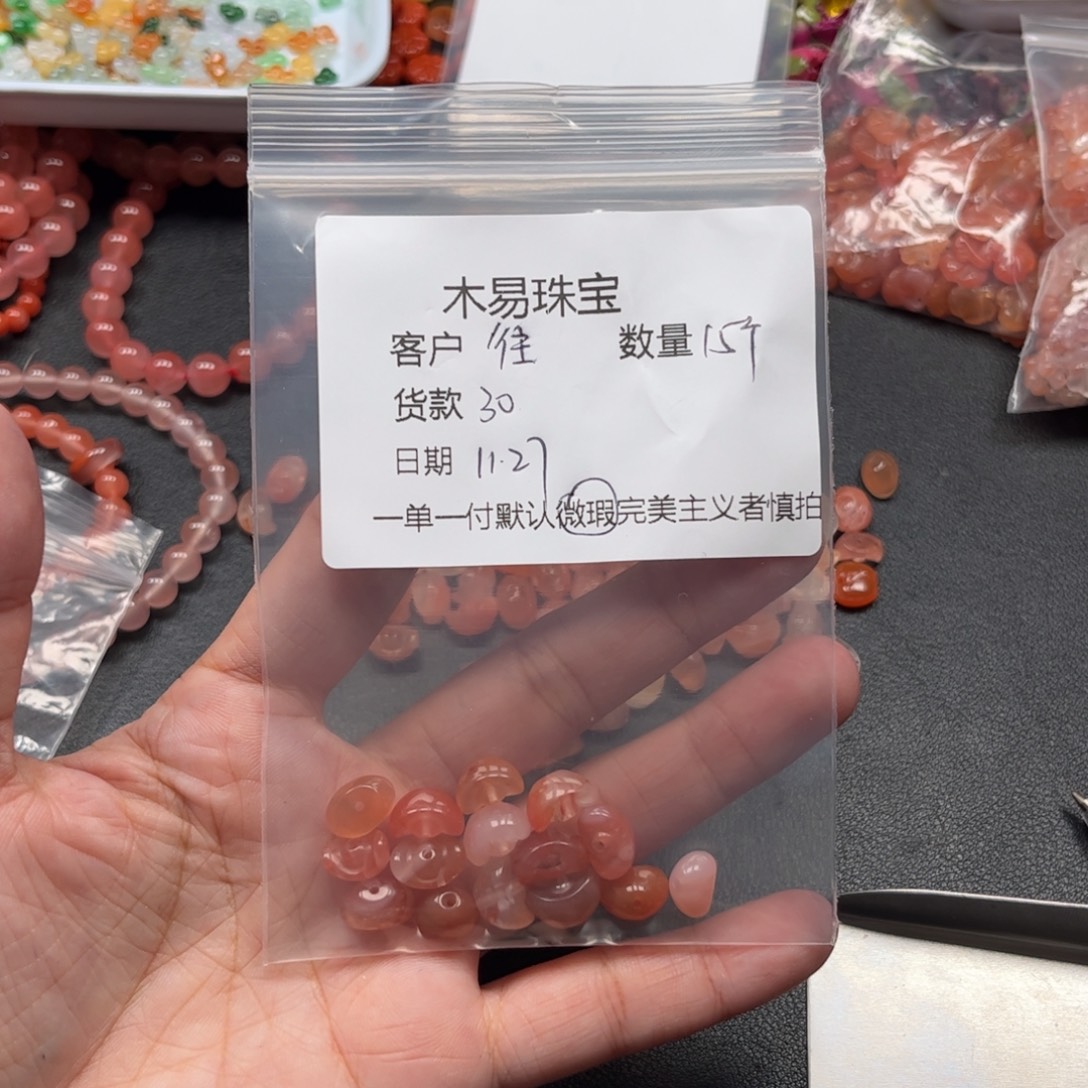 木易珠宝
客户 佳 数量 15个
货款 30
日期 11.27
一单一付默认微瑕完美主义者慎拍